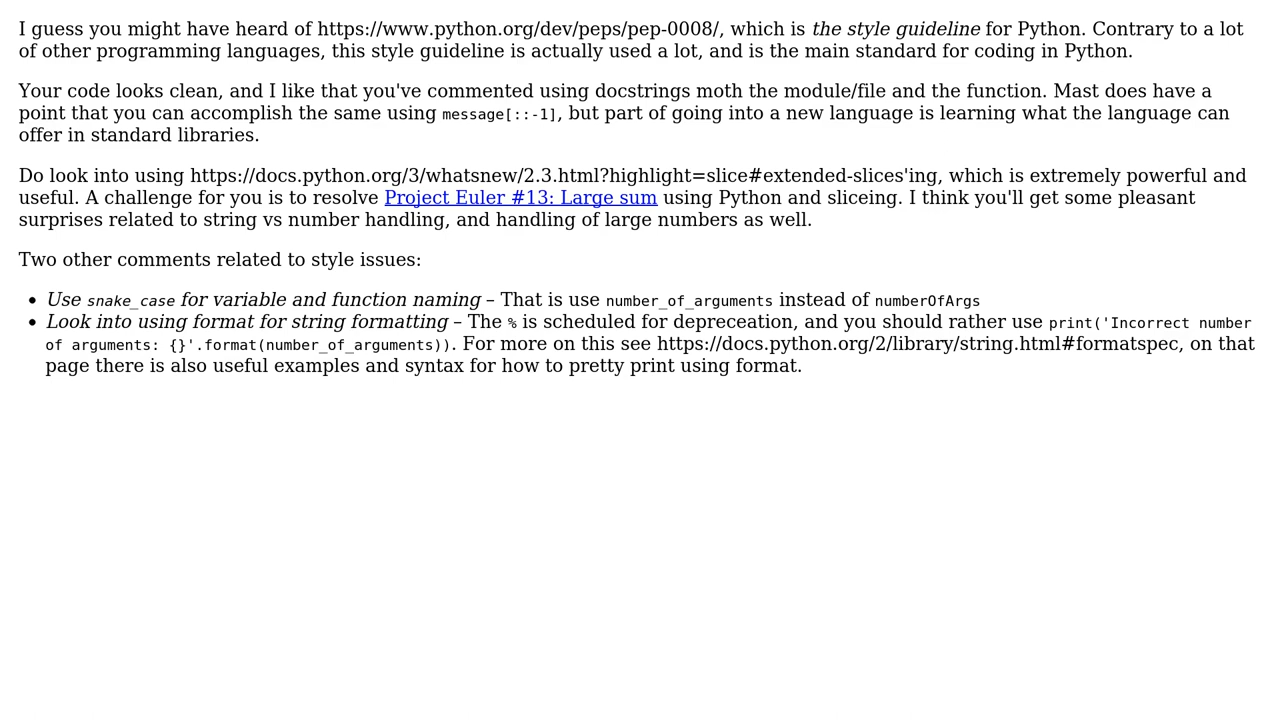 I guess you might have heard of https://www.python.org/dev/peps/pep-0008/, which is the style guideline for Python. Contrary to a lot
of other programming languages, this style guideline is actually used a lot, and is the main standard for coding in Python.
Your code looks clean, and I like that you've commented using docstrings moth the module/file and the function. Mast does have a
point that you can accomplish the same using message[::-1], but part of going into a new language is learning what the language can
offer in standard libraries.
Do look into using https://docs.python.org/3/whatsnew/2.3.html?highlight=slice#extended-slices'ing, which is extremely powerful and
useful. A challenge for you is to resolve Project Euler #13: Large sum using Python and sliceing. I think you'll get some pleasant
surprises related to string vs number handling, and handling of large numbers as well.
Two other comments related to style issues:
• Use snake_case for variable and function naming – That is use number_of_arguments instead of numberOfArgs
• Look into using format for string formatting – The % is scheduled for depreceation, and you should rather use print('Incorrect number
of arguments: {}'.format(number_of_arguments)). For more on this see https://docs.python.org/2/library/string.html#formatspec, on that
page there is also useful examples and syntax for how to pretty print using format.